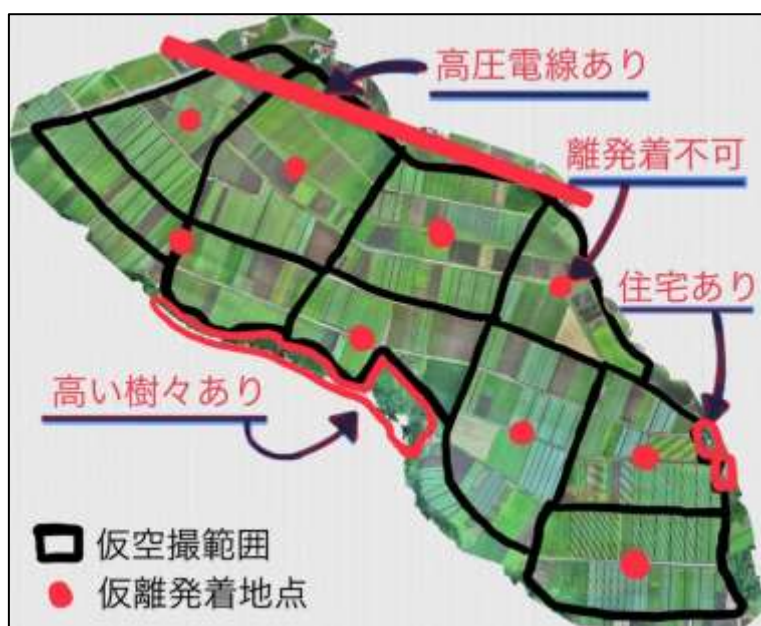 高圧電線あり
離発着不可
住宅あり
高い樹々あり
仮空撮範囲
仮離発着地点